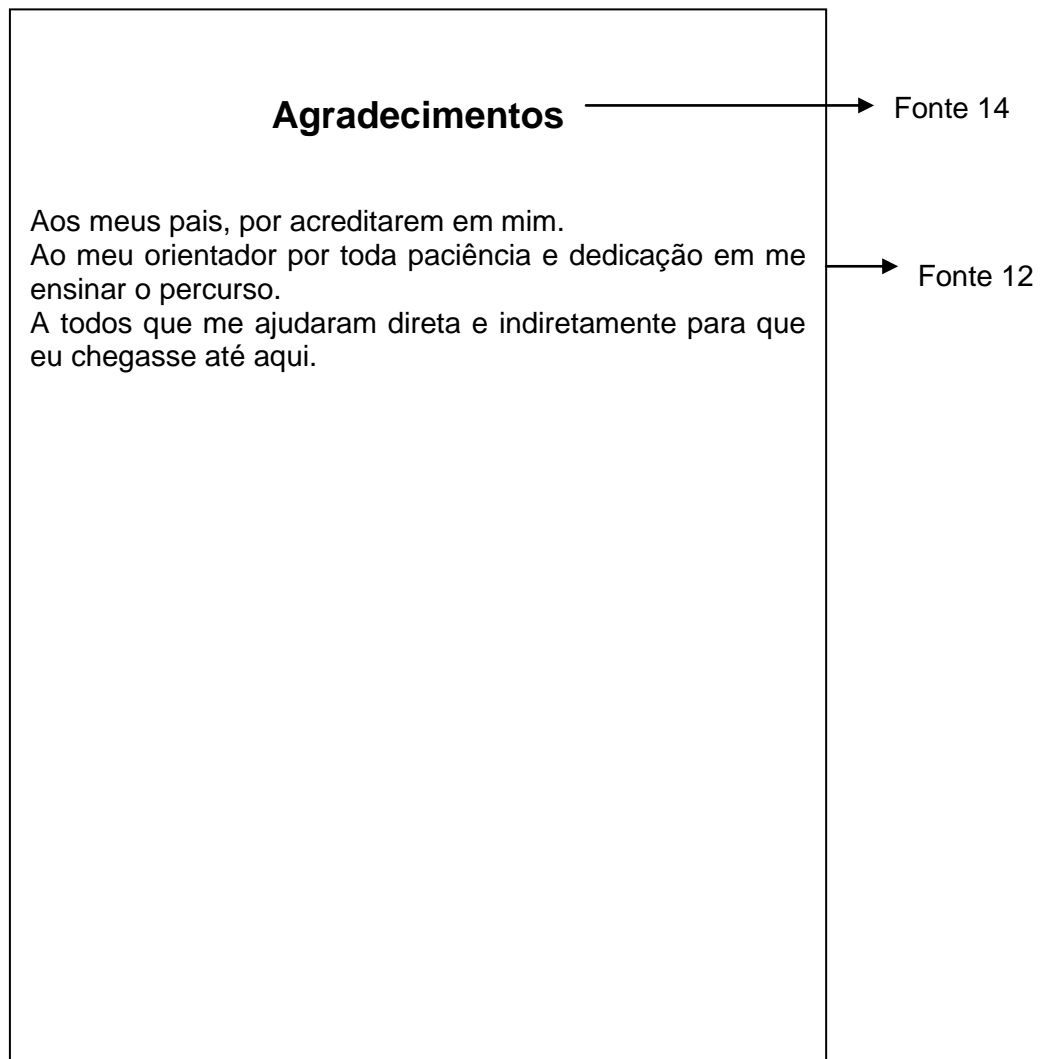 Agradecimentos
Fonte 14
Aos meus pais, por acreditarem em mim.
Ao meu orientador por toda paciência e dedicação em me
ensinar o percurso.
Fonte 12
A todos que me ajudaram direta e indiretamente para que
eu chegasse até aqui.